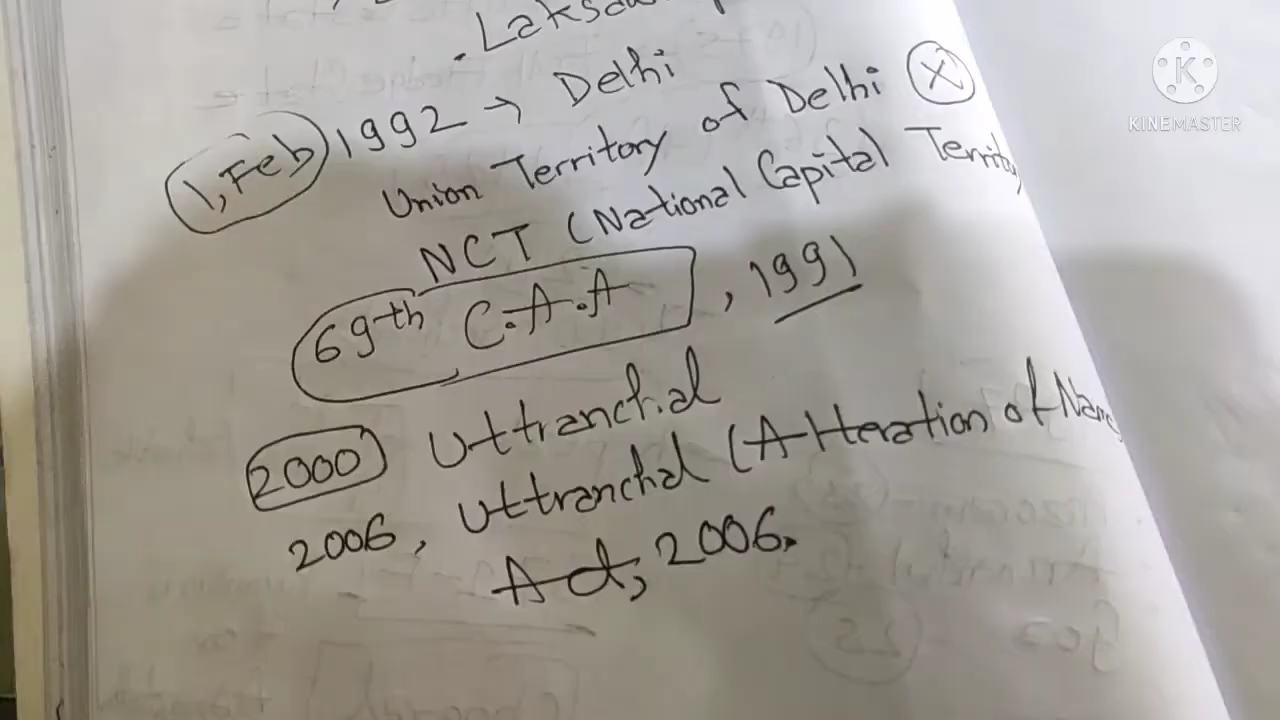 1, Feb 1992 → Delhi
Union Territory of Delhi X
NCT (National Capital Territory
69th C.A.A , 1991
2000 Uttranchal
2006, Uttranchal (Alteration of Name
Act, 2006.
KINEMASTER